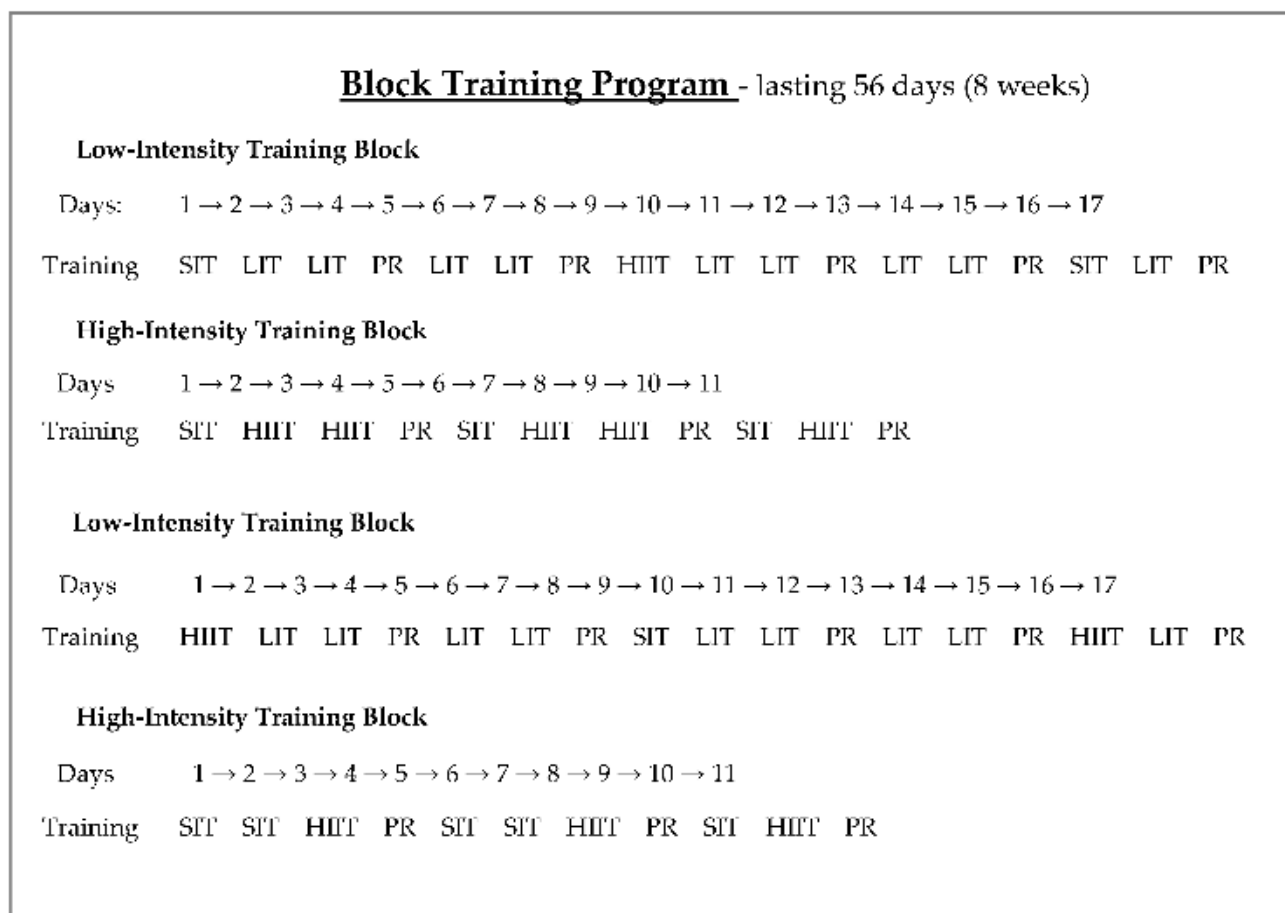 Block Training Program - lasting 56 days (8 weeks)
Low-Intensity Training Block
Days: 1 → 2 → 3 → 4 → 5 → 6 → 7 → 8 → 9 → 10 → 11 → 12 → 13 → 14 → 15 → 16 → 17
Training SIT LIT LIT PR LIT LIT PR HIIT LIT LIT PR LIT LIT PR SIT LIT PR
High-Intensity Training Block
Days 1 → 2 → 3 → 4 → 5 → 6 → 7 → 8 → 9 → 10 → 11
Training SIT HIIT HIIT PR SIT HIIT HIIT PR SIT HIIT PR
Low-Intensity Training Block
Days 1 → 2 → 3 → 4 → 5 → 6 → 7 → 8 → 9 → 10 → 11 → 12 → 13 → 14 → 15 → 16 → 17
Training HIIT LIT LIT PR LIT LIT PR SIT LIT LIT PR LIT LIT PR HIIT LIT PR
High-Intensity Training Block
Days 1 → 2 → 3 → 4 → 5 → 6 → 7 → 8 → 9 → 10 → 11
Training SIT SIT HIIT PR SIT SIT HIIT PR SIT HIIT PR